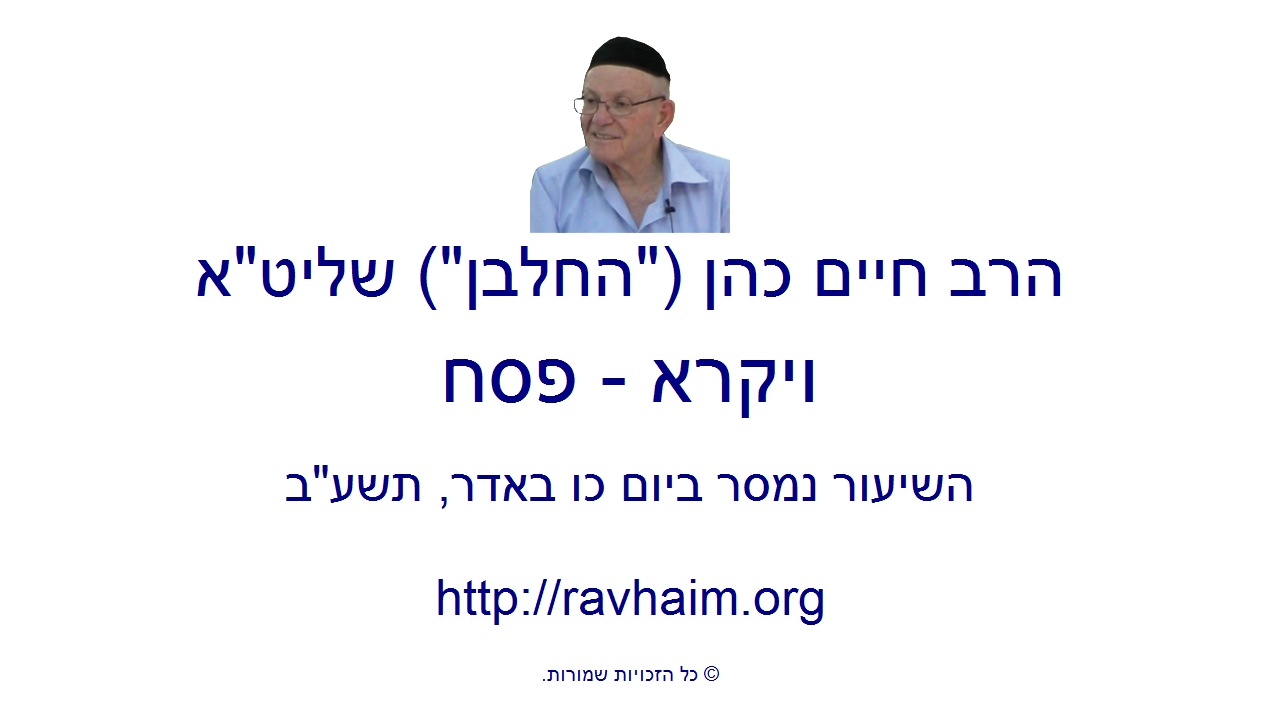 הרב חיים כהן ("החלבן") שליט"א
ויקרא - פסח
השיעור נמסר ביום כו באדר, תשע"ב
http://ravhaim.org
© כל הזכויות שמורות.